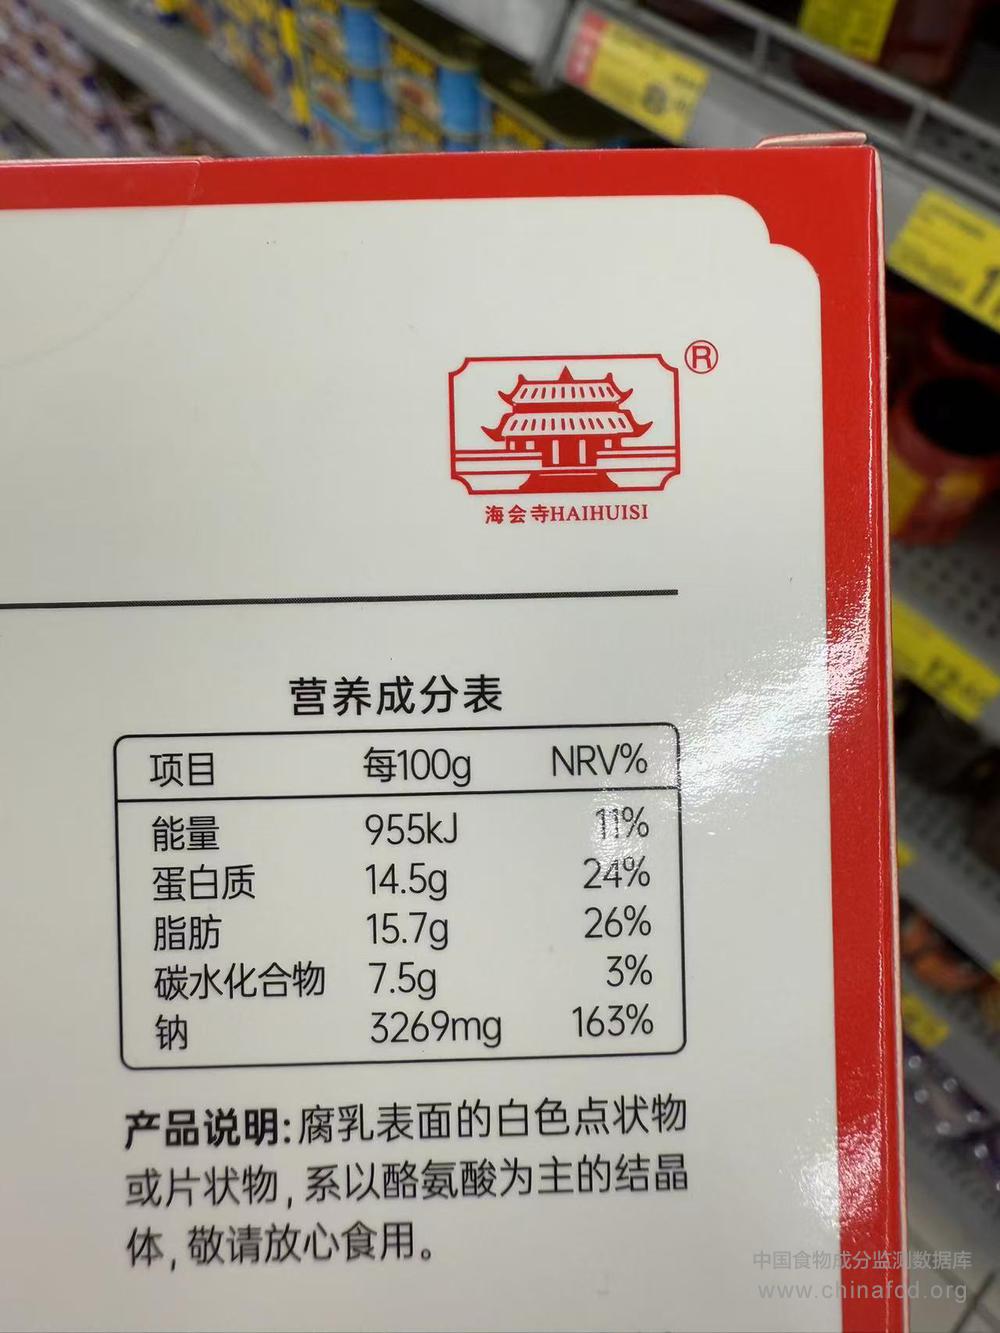 ®
海会寺HAIHUISI
营养成分表
项目 每100g NRV%
能量 955kJ 11%
蛋白质 14.5g 24%
脂肪 15.7g 26%
碳水化合物 7.5g 3%
钠 3269mg 163%
产品说明:腐乳表面的白色点状物
或片状物,系以酪氨酸为主的结晶
体,敬请放心食用。
中国食物成分监测数据库
www.chinafcd.org